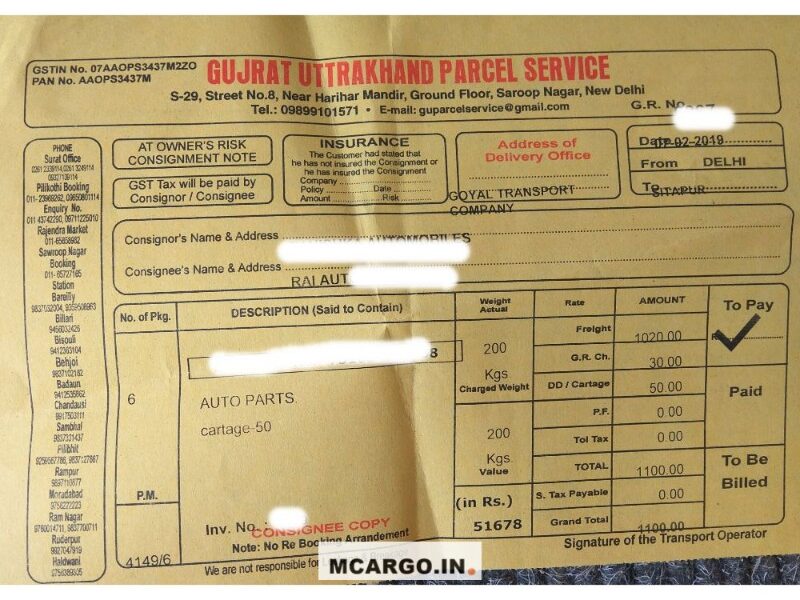 GSTIN No. 07AAOPS3437M2ZO
PAN No. AAOPS3437M
GUJRAT UTTRAKHAND PARCEL SERVICE
S-29, Street No.8, Near Harihar Mandir, Ground Floor, Saroop Nagar, New Delhi
Tel.: 09899101571 • E-mail: guparcelservice@gmail.com
G.R. No.
PHONE
Surat Office
Pilikothi Booking
Enquiry No.
Rajendra Market
Sawroop Nagar
Booking
Station
Bareilly
Billari
Bisouli
Behjoi
Badaun
Chandausi
Sambhal
Pilibhit
Rampur
Moradabad
Ram Nagar
Ruderpur
Haldwani
AT OWNER'S RISK
CONSIGNMENT NOTE
GST Tax will be paid by
Consignor / Consignee
INSURANCE
The Customer had stated that
he has not insured the Consignment or
he has insured the Consignment
Company
Policy Date
Amount Risk
Address of
Delivery Office
GOYAL TRANSPORT
COMPANY
Date 02-2019
From DELHI
To SITAPUR
Consignor's Name & Address AUTOMOBILES
Consignee's Name & Address
RAI AUT
No. of Pkg.
6
P.M.
4149/6
DESCRIPTION (Said to Contain)
8
AUTO PARTS.
cartage-50
Inv. No. :
CONSIGNEE COPY
Note: No Re Booking Arrandement
We are not responsible for
Weight
Actual
200
Kgs
Charged Weight
200
Kgs
Value
(in Rs.)
51678
Rate AMOUNT
Freight 1020.00
G.R. Ch. 30.00
DD / Cartage 50.00
P.F. 0.00
Tol Tax 0.00
TOTAL 1100.00
S. Tax Payable 0.00
Grand Total 1100.00
To Pay
Paid
To Be
Billed
Signature of the Transport Operator
MCARGO.IN.